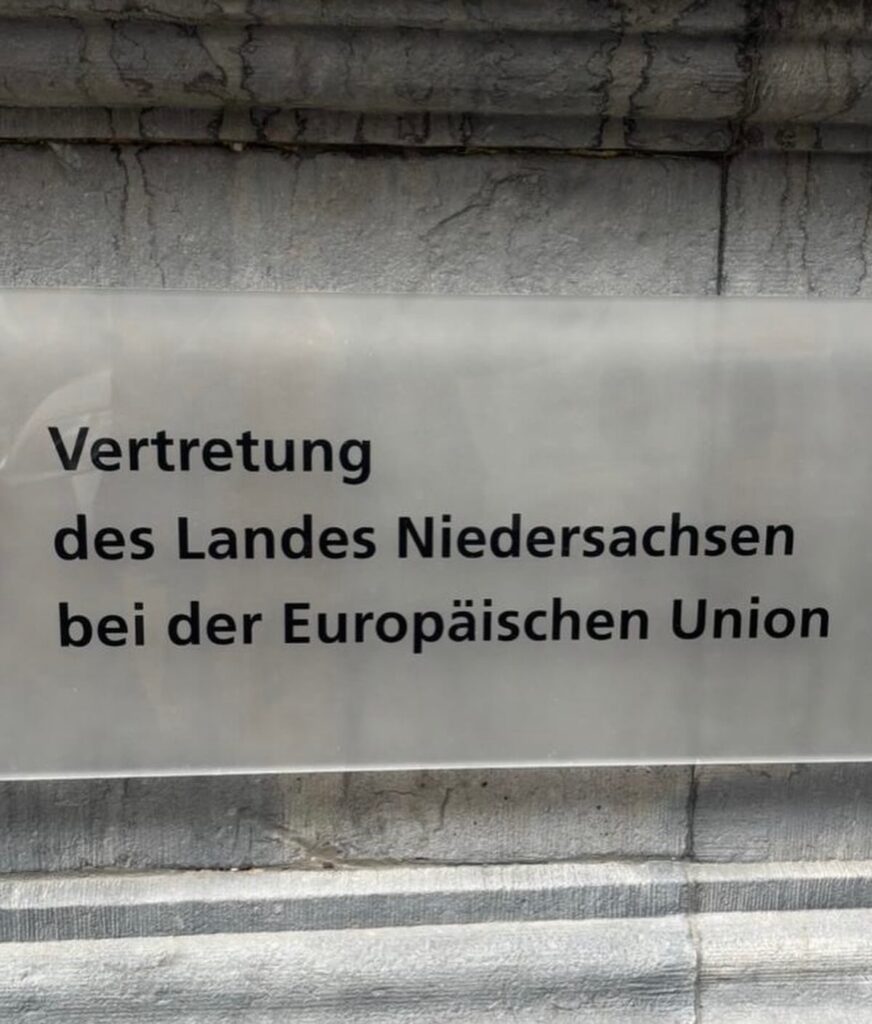 Vertretung
des Landes Niedersachsen
bei der Europäischen Union